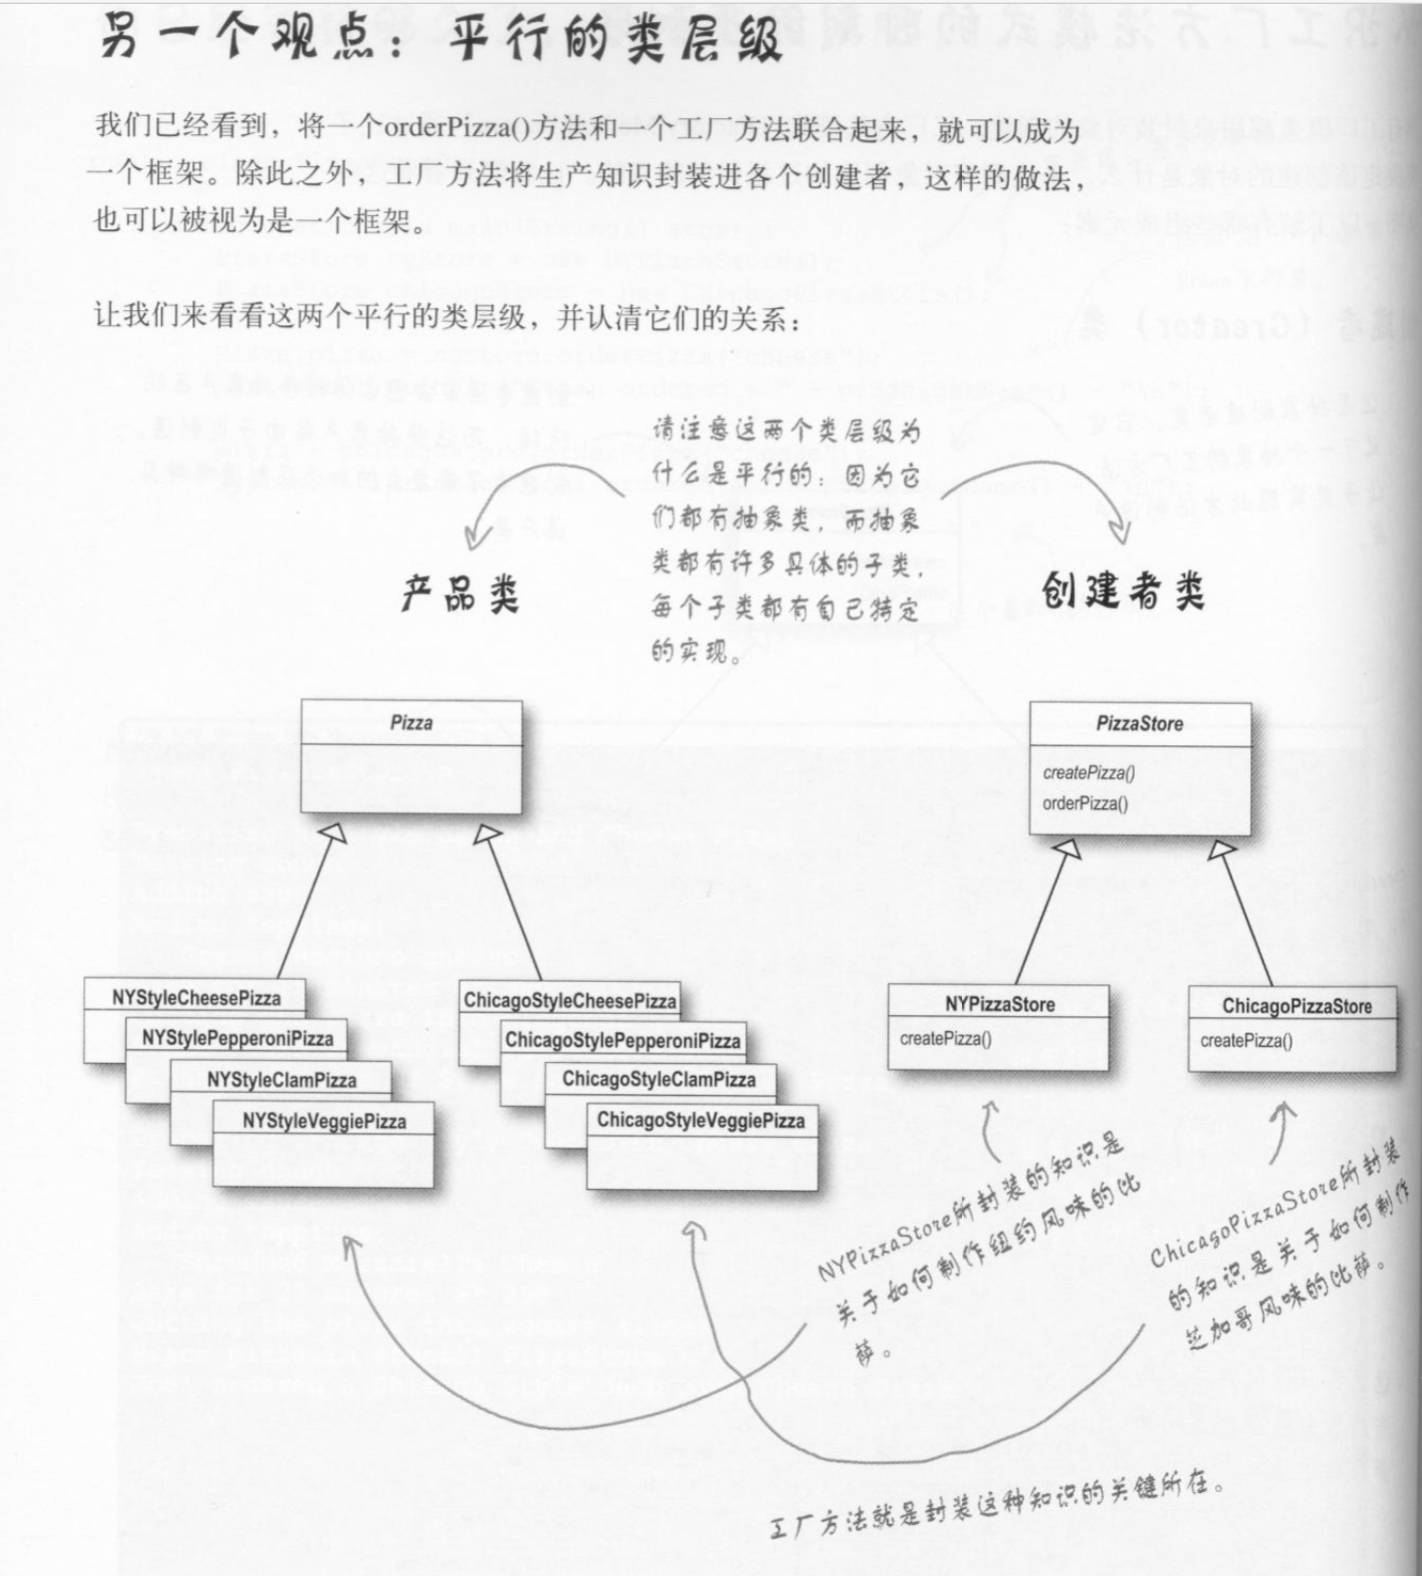 另一个观点：平行的类层级
我们已经看到，将一个orderPizza()方法和一个工厂方法联合起来，就可以成为
一个框架。除此之外，工厂方法将生产知识封装进各个创建者，这样的做法，
也可以被视为是一个框架。
让我们来看看这两个平行的类层级，并认清它们的关系：
请注意这两个类层级为
什么是平行的：因为它
们都有抽象类，而抽象
类都有许多具体的子类，
每个子类都有自己特定
的实现。
产品类
创建者类
Pizza
PizzaStore
createPizza()
orderPizza()
NYStyleCheesePizza
NYStylePepperoniPizza
NYStyleClamPizza
NYStyleVeggiePizza
ChicagoStyleCheesePizza
ChicagoStylePepperoniPizza
ChicagoStyleClamPizza
ChicagoStyleVeggiePizza
NYPizzaStore
createPizza()
ChicagoPizzaStore
createPizza()
NYPizzaStore所封装的知识是
关于如何制作纽约风味的比
萨。
ChicagoPizzaStore所封装
的知识是关于如何制作
芝加哥风味的比萨。
工厂方法就是封装这种知识的关键所在。